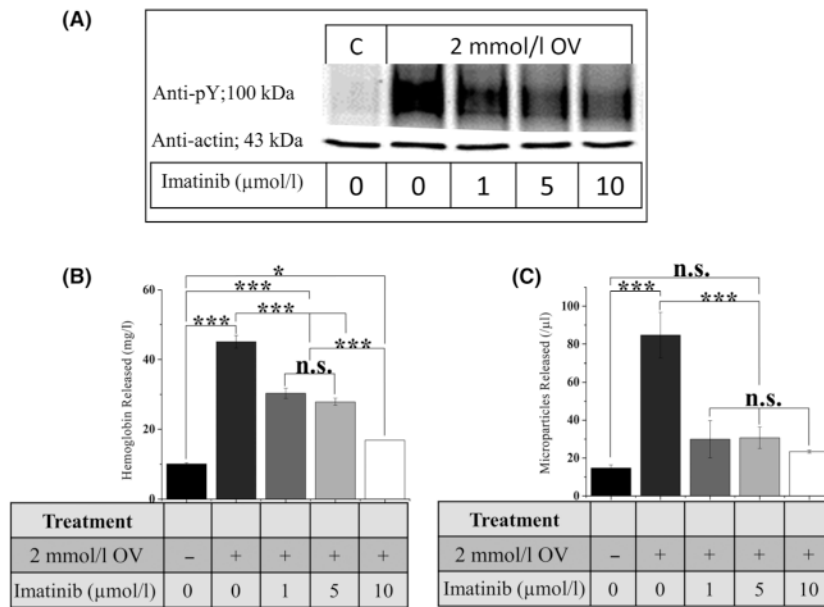 (A)
C 2 mmol/l OV
Anti-pY;100 kDa
Anti-actin; 43 kDa
Imatinib (µmol/l) 0 0 1 5 10
(B)
*
***
*** ***
***
n.s.
Hemoglobin Released (mg/l)
60
40
20
0
Treatment
2 mmol/l OV – + + + +
Imatinib (µmol/l) 0 0 1 5 10
(C)
n.s.
*** ***
n.s.
Microparticles Released (/µl)
100
80
60
40
20
0
Treatment
2 mmol/l OV – + + + +
Imatinib (µmol/l) 0 0 1 5 10